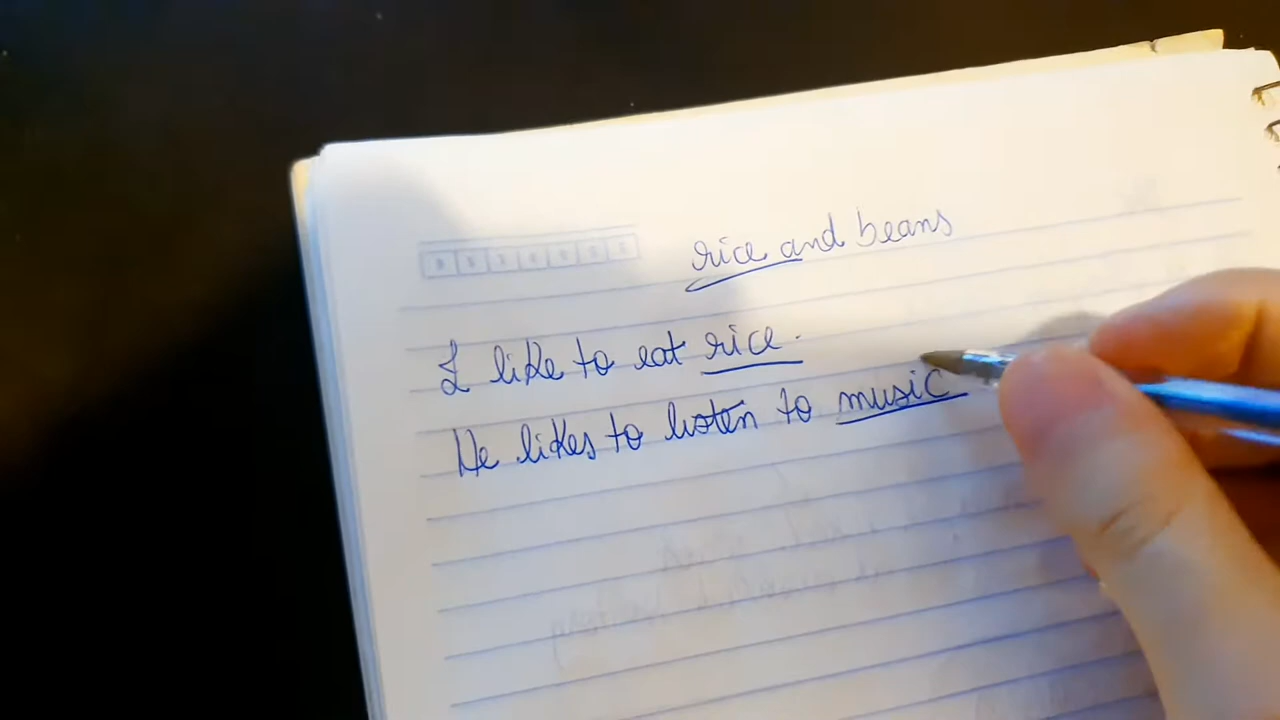 rice and beans
I like to eat rice.
He likes to listen to music